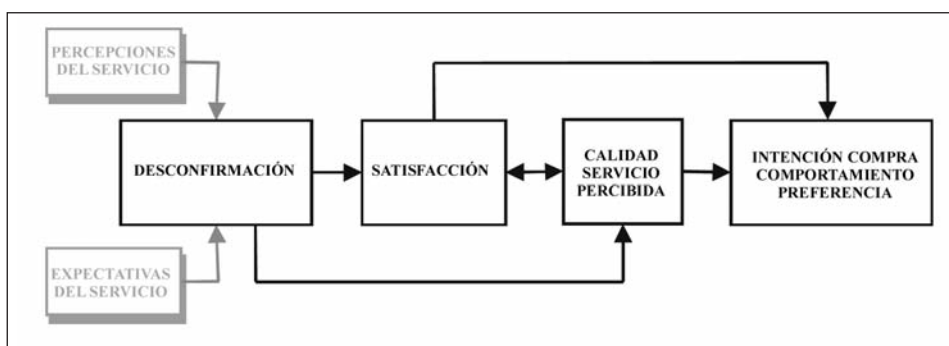 PERCEPCIONES
DEL SERVICIO
DESCONFIRMACIÓN
SATISFACCIÓN
CALIDAD
SERVICIO
PERCIBIDA
INTENCIÓN COMPRA
COMPORTAMIENTO
PREFERENCIA
EXPECTATIVAS
DEL SERVICIO